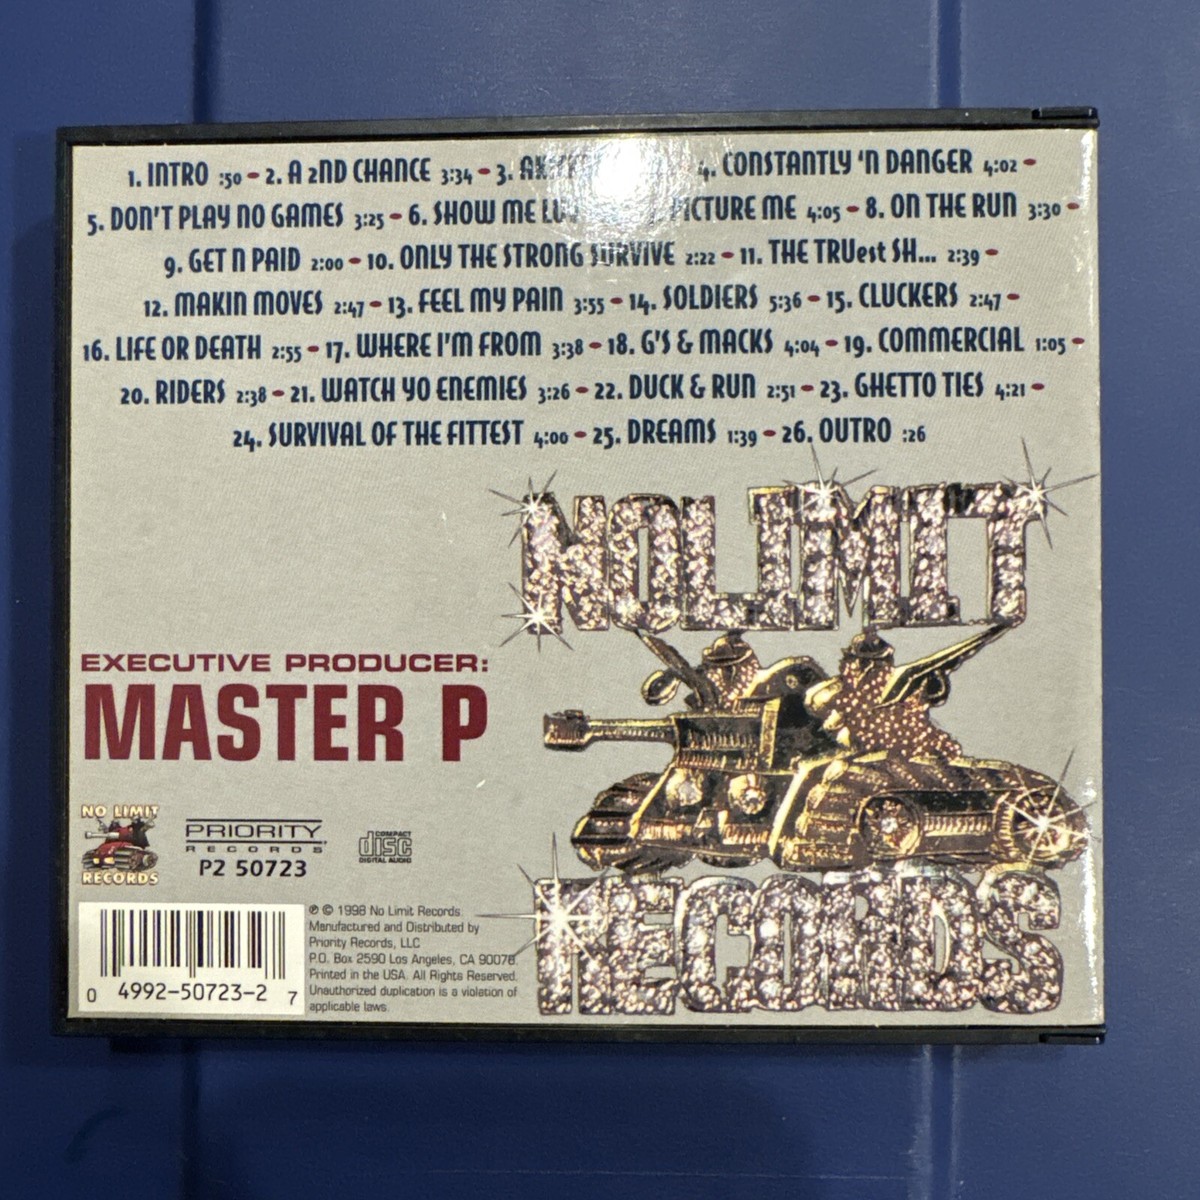 1. INTRO :50 - 2. A 2ND CHANCE 3:34 - 3. 4. CONSTANTLY 'N DANGER 4:02 -
5. DON'T PLAY NO GAMES 3:25 - 6. SHOW ME PICTURE ME 4:05 - 8. ON THE RUN 3:30 -
9. GET N PAID 2:00 - 10. ONLY THE STRONG SURVIVE 2:22 - 11. THE TRUest SH... 2:39 -
12. MAKIN MOVES 2:47 - 13. FEEL MY PAIN 3:55 - 14. SOLDIERS 5:36 - 15. CLUCKERS 2:47 -
16. LIFE OR DEATH 2:55 - 17. WHERE I'M FROM 3:38 - 18. G'S & MACKS 4:04 - 19. COMMERCIAL 1:05 -
20. RIDERS 2:38 - 21. WATCH YO ENEMIES 3:26 - 22. DUCK & RUN 2:51 - 23. GHETTO TIES 4:21 -
24. SURVIVAL OF THE FITTEST 4:00 - 25. DREAMS 1:39 - 26. OUTRO :26
NO LIMIT
RECORDS
EXECUTIVE PRODUCER:
MASTER P
NO LIMIT
RECORDS
PRIORITY
RECORDS
P2 50723
COMPACT
disc
DIGITAL AUDIO
0 4992-50723-2 7
℗ © 1998 No Limit Records.
Manufactured and Distributed by
Priority Records, LLC
P.O. Box 2590 Los Angeles, CA 90078.
Printed in the USA. All Rights Reserved.
Unauthorized duplication is a violation of
applicable laws.